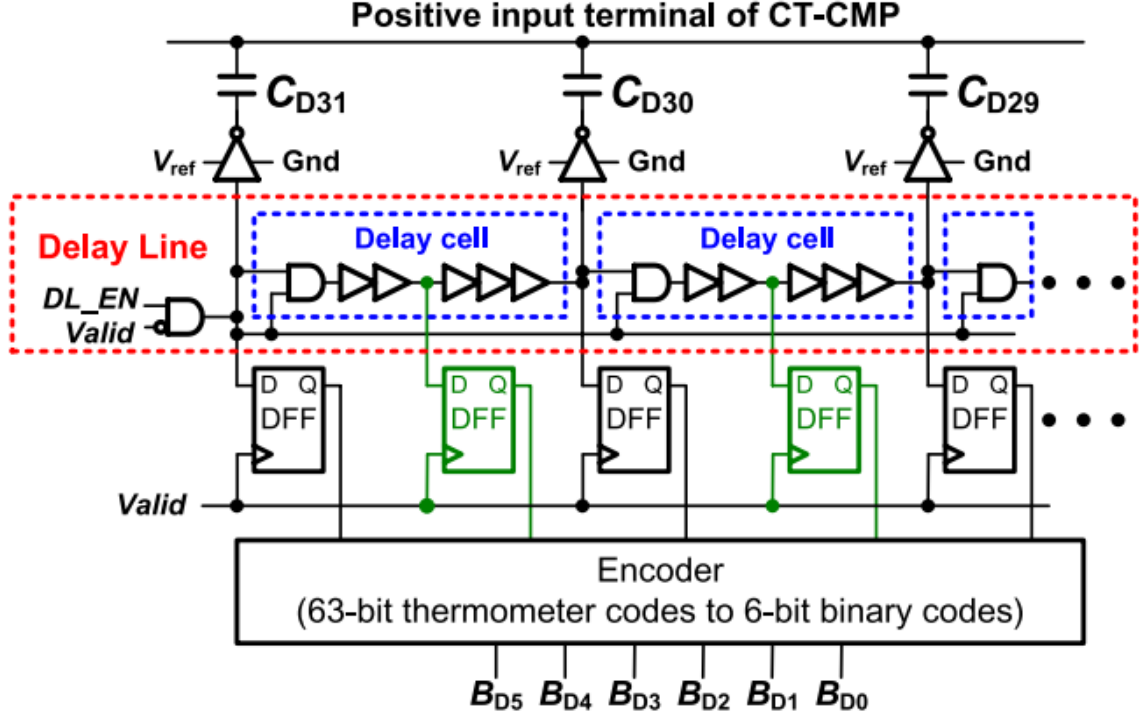 Positive input terminal of CT-CMP
CD31 CD30 CD29
Vref Gnd Vref Gnd Vref Gnd
Delay Line Delay cell Delay cell
DL_EN
Valid
D Q D Q D Q D Q D Q
DFF DFF DFF DFF DFF
Valid
Encoder
(63-bit thermometer codes to 6-bit binary codes)
BD5 BD4 BD3 BD2 BD1 BD0